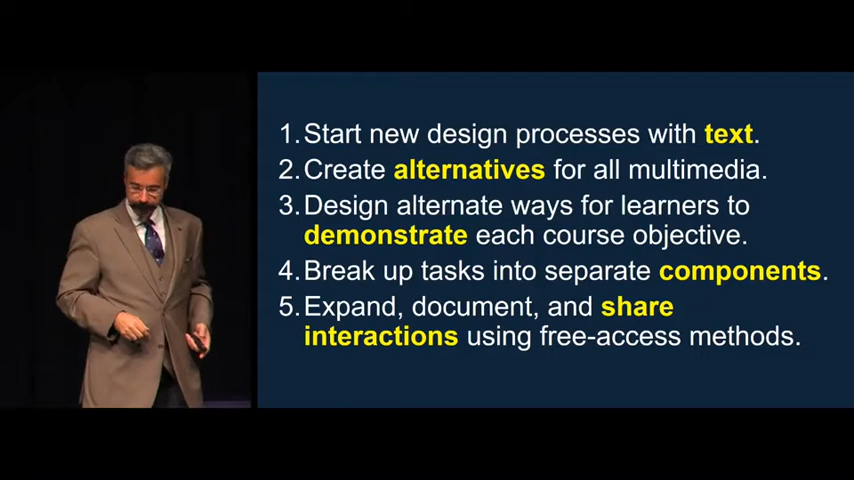 1. Start new design processes with text.
2. Create alternatives for all multimedia.
3. Design alternate ways for learners to
demonstrate each course objective.
4. Break up tasks into separate components.
5. Expand, document, and share
interactions using free-access methods.